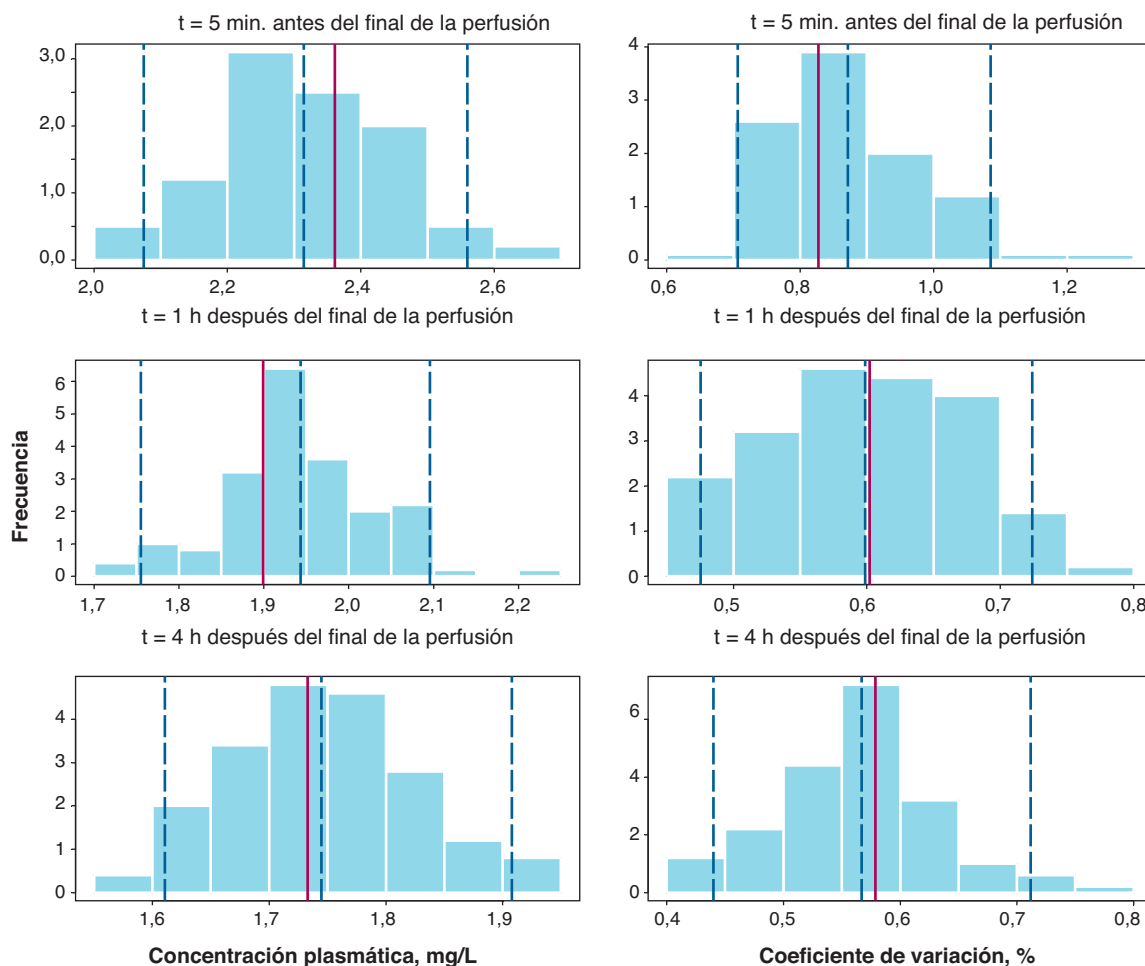 t = 5 min. antes del final de la perfusión
3,0
2,0
1,0
0,0
2,0 2,2 2,4 2,6
t = 5 min. antes del final de la perfusión
4
3
2
1
0
0,6 0,8 1,0 1,2
t = 1 h después del final de la perfusión
6
5
4
3
2
1
0
1,7 1,8 1,9 2,0 2,1 2,2
t = 1 h después del final de la perfusión
4
3
2
1
0
0,5 0,6 0,7 0,8
Frecuencia
t = 4 h después del final de la perfusión
4
3
2
1
0
1,6 1,7 1,8 1,9
Concentración plasmática, mg/L
t = 4 h después del final de la perfusión
6
4
2
0
0,4 0,5 0,6 0,7 0,8
Coeficiente de variación, %